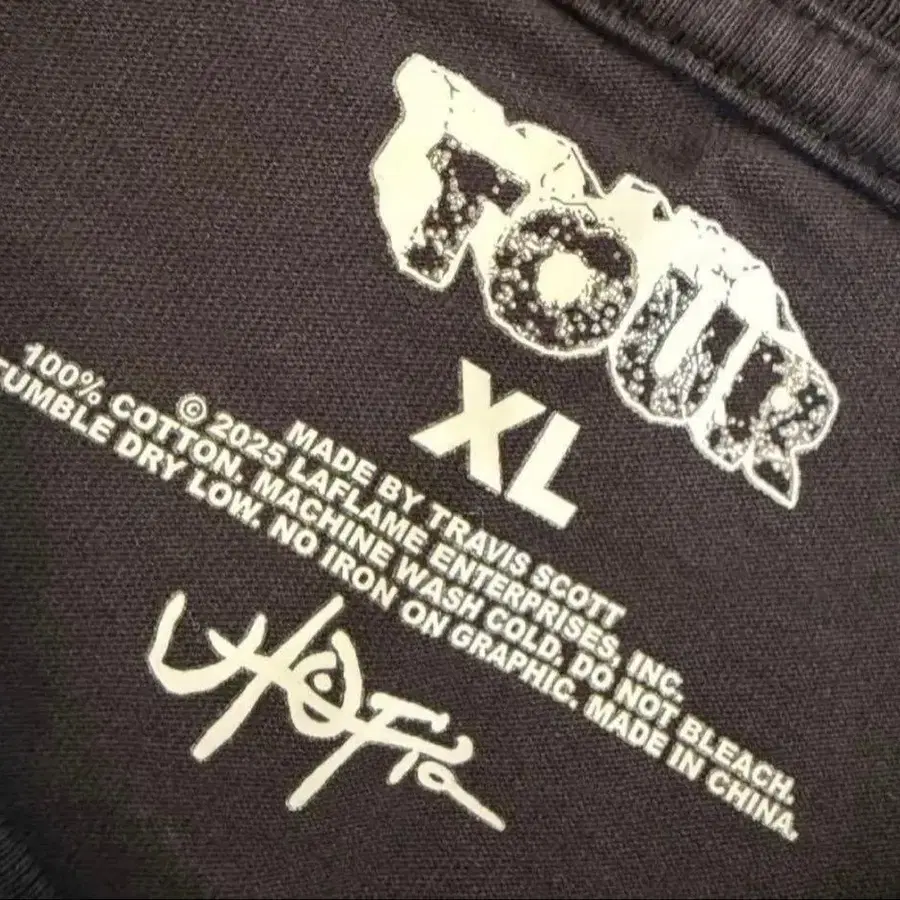 TOUR
XL
MADE BY TRAVIS SCOTT
© 2025 LAFLAME ENTERPRISES, INC.
100% COTTON. MACHINE WASH COLD. DO NOT BLEACH.
TUMBLE DRY LOW. NO IRON ON GRAPHIC. MADE IN CHINA.
UTOPIA